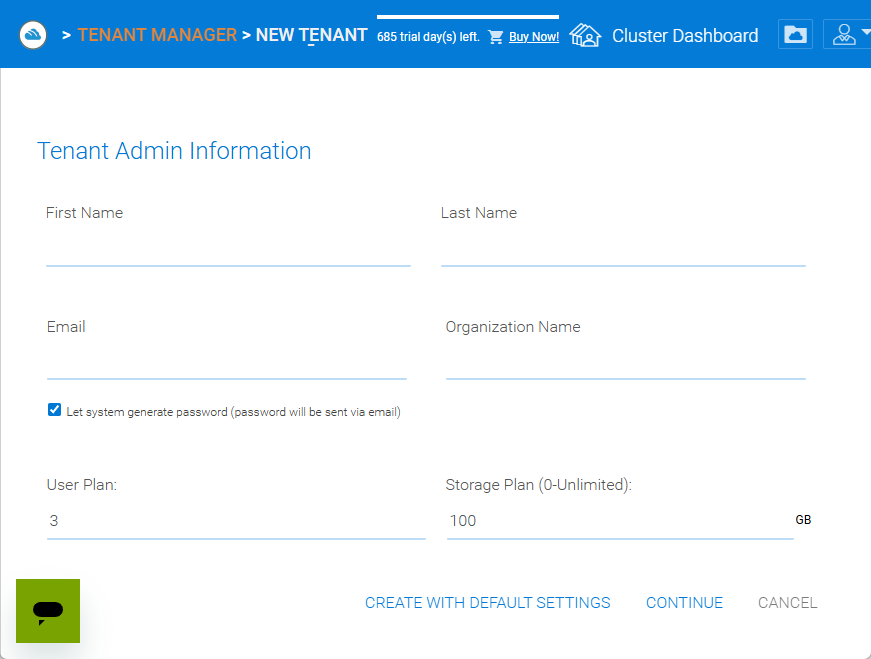 > TENANT MANAGER > NEW TENANT 685 trial day(s) left. Buy Now! Cluster Dashboard
Tenant Admin Information
First Name Last Name
Email Organization Name
Let system generate password (password will be sent via email)
User Plan: Storage Plan (0-Unlimited):
3 100 GB
CREATE WITH DEFAULT SETTINGS CONTINUE CANCEL